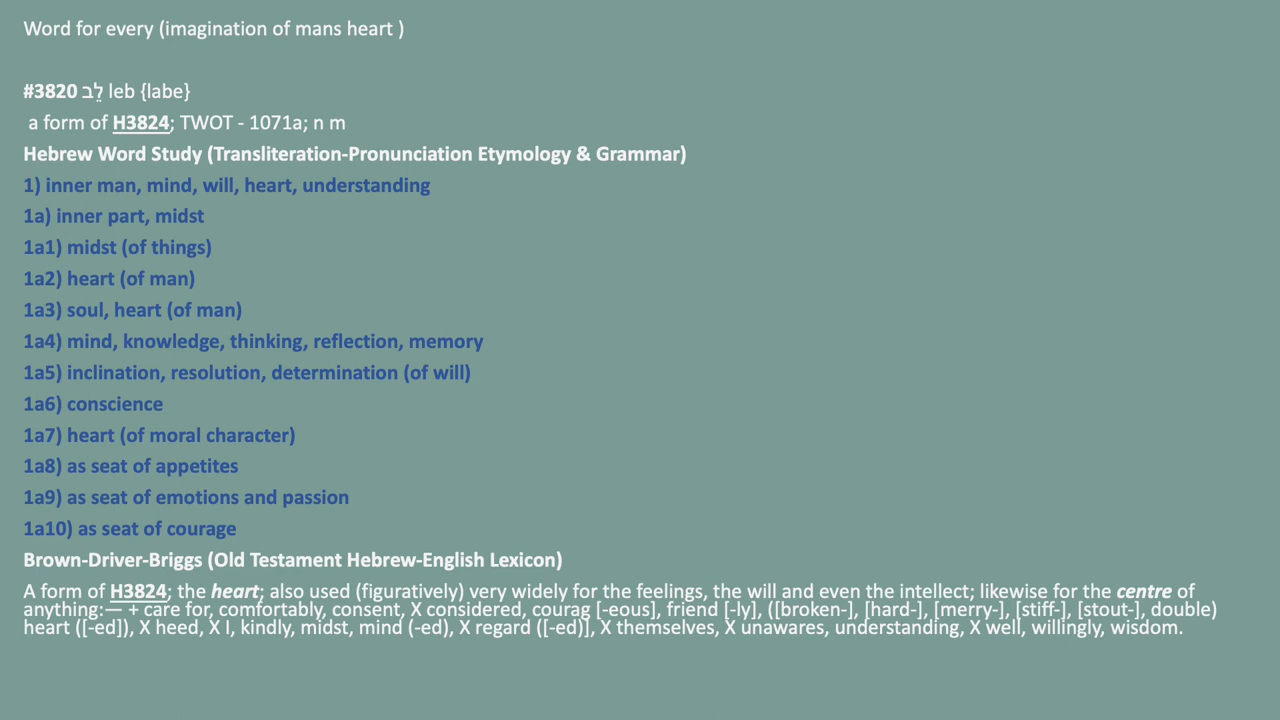 Word for every (imagination of mans heart )
#3820 לֵב leb {labe}
a form of H3824; TWOT - 1071a; n m
Hebrew Word Study (Transliteration-Pronunciation Etymology & Grammar)
1) inner man, mind, will, heart, understanding
1a) inner part, midst
1a1) midst (of things)
1a2) heart (of man)
1a3) soul, heart (of man)
1a4) mind, knowledge, thinking, reflection, memory
1a5) inclination, resolution, determination (of will)
1a6) conscience
1a7) heart (of moral character)
1a8) as seat of appetites
1a9) as seat of emotions and passion
1a10) as seat of courage
Brown-Driver-Briggs (Old Testament Hebrew-English Lexicon)
A form of H3824; the heart; also used (figuratively) very widely for the feelings, the will and even the intellect; likewise for the centre of
anything:— + care for, comfortably, consent, X considered, courag [-eous], friend [-ly], ([broken-], [hard-], [merry-], [stiff-], [stout-], double)
heart ([-ed]), X heed, X I, kindly, midst, mind (-ed), X regard ([-ed)], X themselves, X unawares, understanding, X well, willingly, wisdom.